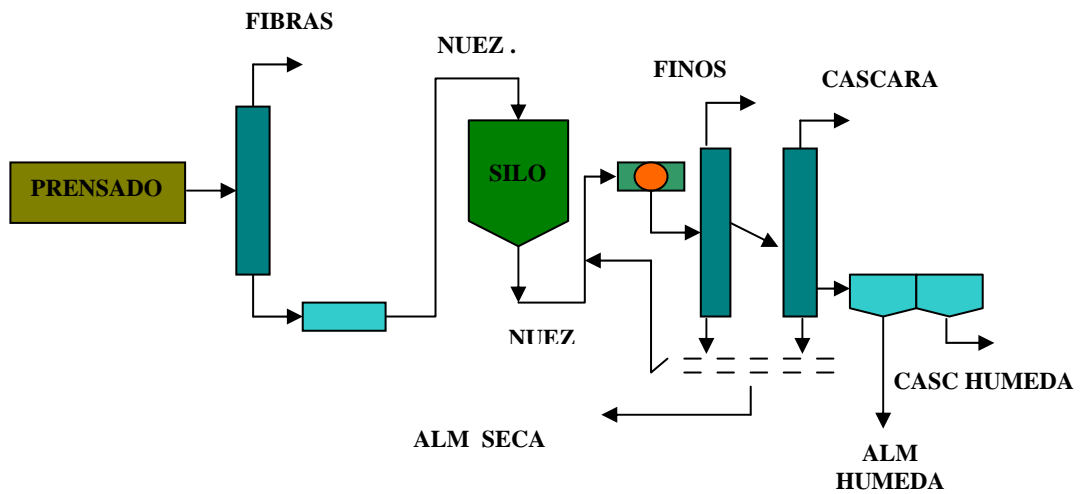 FIBRAS
NUEZ .
FINOS
CASCARA
PRENSADO
SILO
NUEZ
CASC HUMEDA
ALM SECA
ALM
HUMEDA